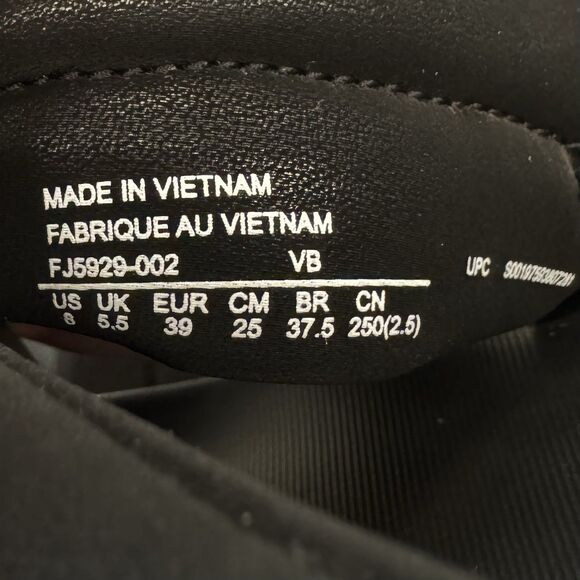 MADE IN VIETNAM
FABRIQUE AU VIETNAM
FJ5929-002 VB
US UK EUR CM BR CN
8 5.5 39 25 37.5 250(2.5)
UPC